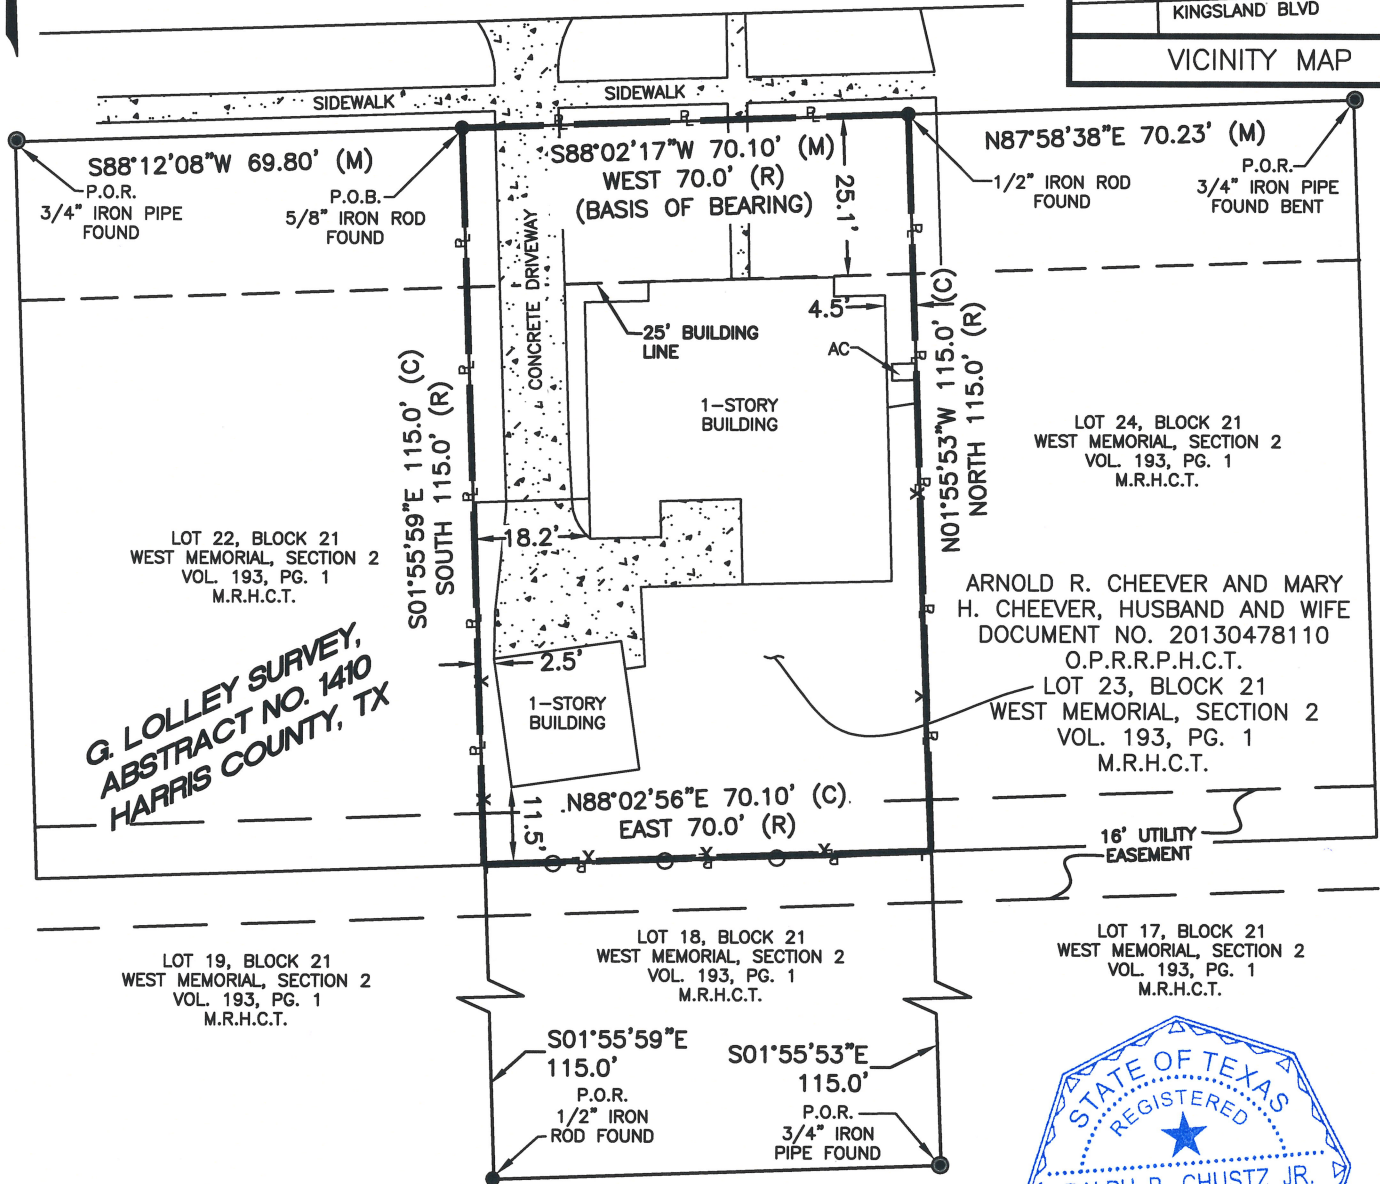 KINGSLAND BLVD
VICINITY MAP
SIDEWALK
SIDEWALK
S88°12'08"W 69.80' (M)
P.O.R.
3/4" IRON PIPE
FOUND
P.O.B.
5/8" IRON ROD
FOUND
S88°02'17"W 70.10' (M)
WEST 70.0' (R)
(BASIS OF BEARING)
25.1'
N87°58'38"E 70.23' (M)
1/2" IRON ROD
FOUND
P.O.R.
3/4" IRON PIPE
FOUND BENT
CONCRETE DRIVEWAY
25' BUILDING
LINE
4.5'
AC
1-STORY
BUILDING
S01°55'59"E 115.0' (C)
SOUTH 115.0' (R)
N01°55'53"W 115.0' (C)
NORTH 115.0' (R)
LOT 24, BLOCK 21
WEST MEMORIAL, SECTION 2
VOL. 193, PG. 1
M.R.H.C.T.
LOT 22, BLOCK 21
WEST MEMORIAL, SECTION 2
VOL. 193, PG. 1
M.R.H.C.T.
18.2'
ARNOLD R. CHEEVER AND MARY
H. CHEEVER, HUSBAND AND WIFE
DOCUMENT NO. 20130478110
O.P.R.R.P.H.C.T.
LOT 23, BLOCK 21
WEST MEMORIAL, SECTION 2
VOL. 193, PG. 1
M.R.H.C.T.
G. LOLLEY SURVEY,
ABSTRACT NO. 1410
HARRIS COUNTY, TX
2.5'
1-STORY
BUILDING
11.5'
N88°02'56"E 70.10' (C)
EAST 70.0' (R)
16' UTILITY
EASEMENT
LOT 19, BLOCK 21
WEST MEMORIAL, SECTION 2
VOL. 193, PG. 1
M.R.H.C.T.
LOT 18, BLOCK 21
WEST MEMORIAL, SECTION 2
VOL. 193, PG. 1
M.R.H.C.T.
LOT 17, BLOCK 21
WEST MEMORIAL, SECTION 2
VOL. 193, PG. 1
M.R.H.C.T.
S01°55'59"E
115.0'
P.O.R.
1/2" IRON
ROD FOUND
S01°55'53"E
115.0'
P.O.R.
3/4" IRON
PIPE FOUND
STATE OF TEXAS
REGISTERED
CHUSTZ JR.